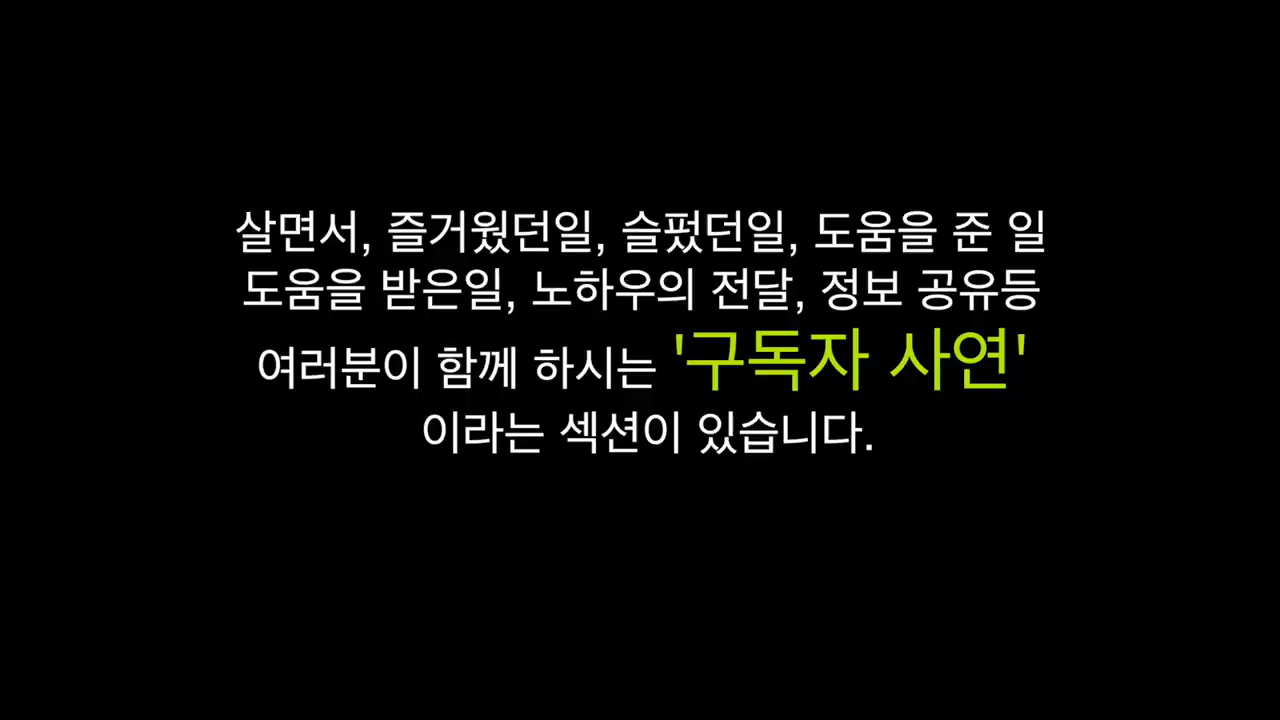 살면서, 즐거웠던일, 슬펐던일, 도움을 준 일
도움을 받은일, 노하우의 전달, 정보 공유등
여러분이 함께 하시는 '구독자 사연'
이라는 섹션이 있습니다.